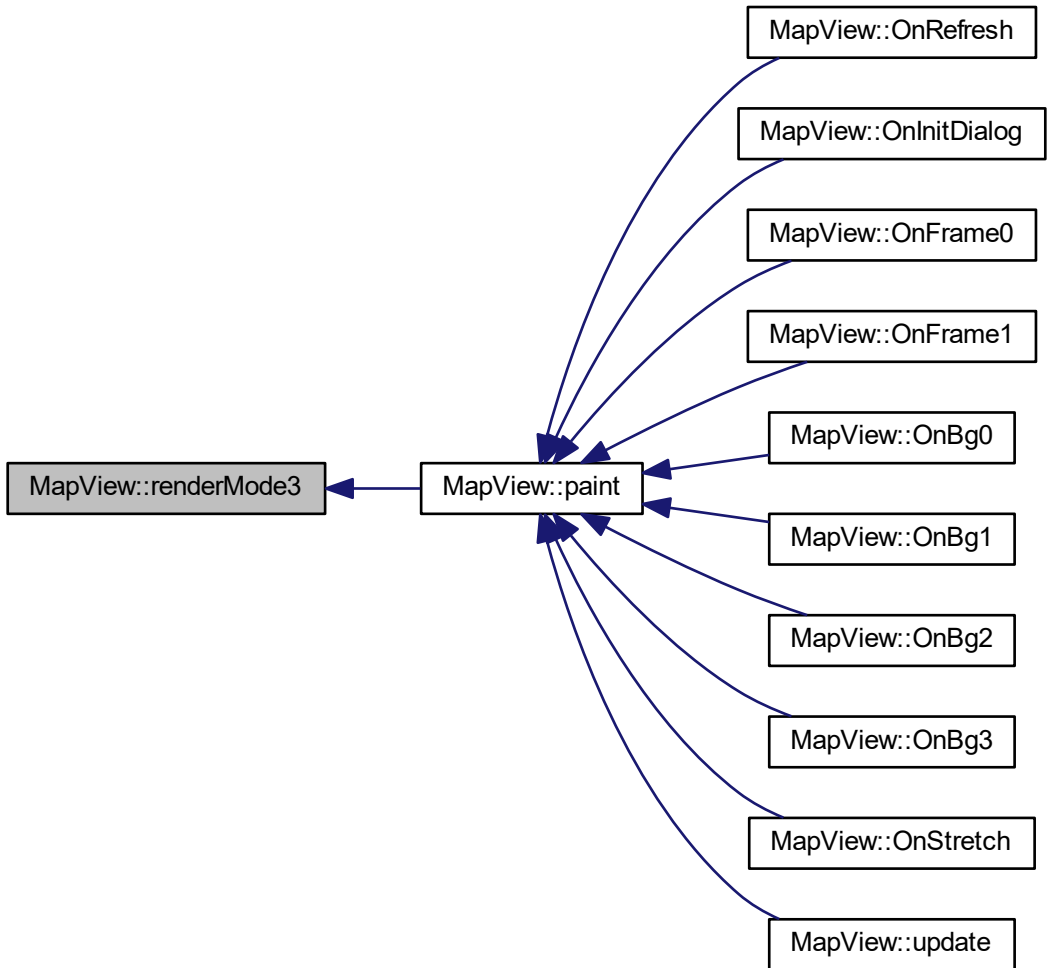 MapView::OnRefresh
MapView::OnInitDialog
MapView::OnFrame0
MapView::OnFrame1
MapView::OnBg0
MapView::renderMode3
MapView::paint
MapView::OnBg1
MapView::OnBg2
MapView::OnBg3
MapView::OnStretch
MapView::update